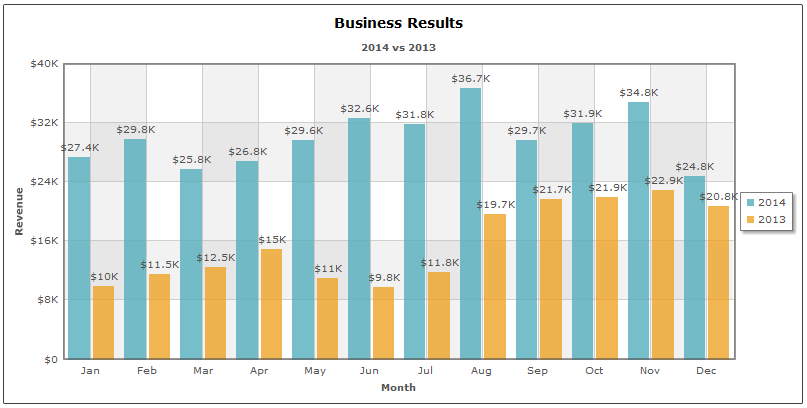 Business Results
2014 vs 2013
$40K
$32K
$24K
$16K
$8K
$0
Revenue
$27.4K
$10K
$29.8K
$11.5K
$25.8K
$12.5K
$26.8K
$15K
$29.6K
$11K
$32.6K
$9.8K
$31.8K
$11.8K
$36.7K
$19.7K
$29.7K
$21.7K
$31.9K
$21.9K
$34.8K
$22.9K
$24.8K
$20.8K
2014
2013
Jan Feb Mar Apr May Jun Jul Aug Sep Oct Nov Dec
Month